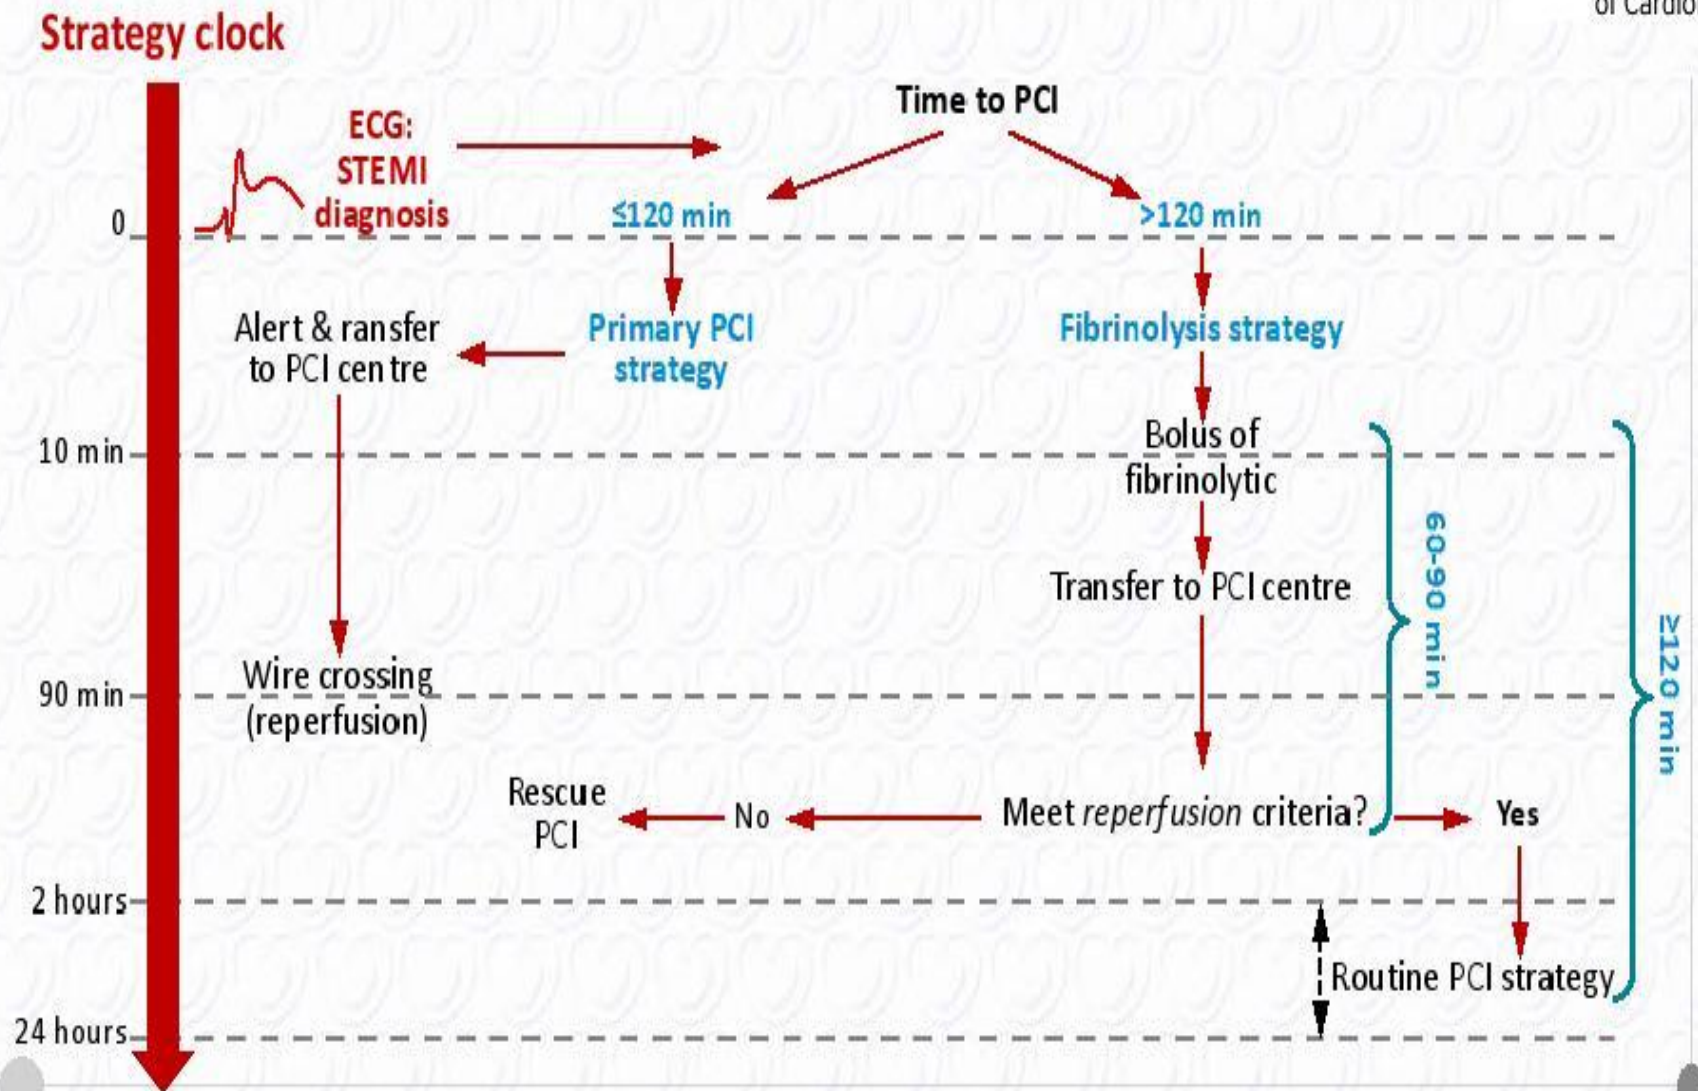 of Cardio
Strategy clock
Time to PCI
ECG:
STEMI
diagnosis
0
≤120 min
>120 min
Alert & ransfer
to PCI centre
Primary PCI
strategy
Fibrinolysis strategy
10 min
Bolus of
fibrinolytic
Transfer to PCI centre
60-90 min
≥120 min
90 min
Wire crossing
(reperfusion)
Rescue
PCI
No
Meet reperfusion criteria?
Yes
2 hours
Routine PCI strategy
24 hours